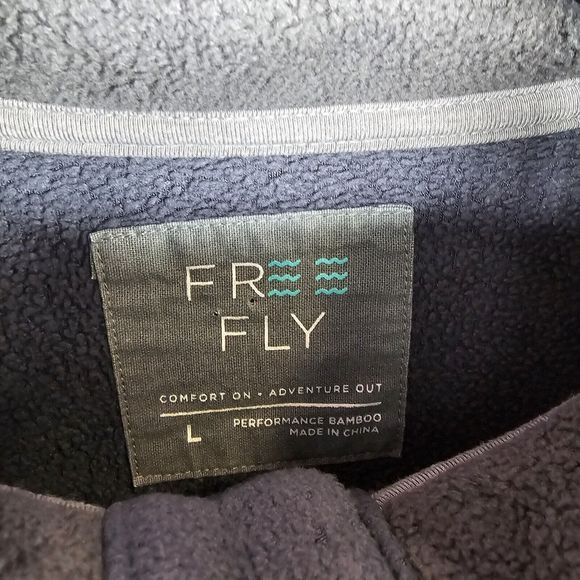 FREE
FLY
COMFORT ON - ADVENTURE OUT
L PERFORMANCE BAMBOO
MADE IN CHINA